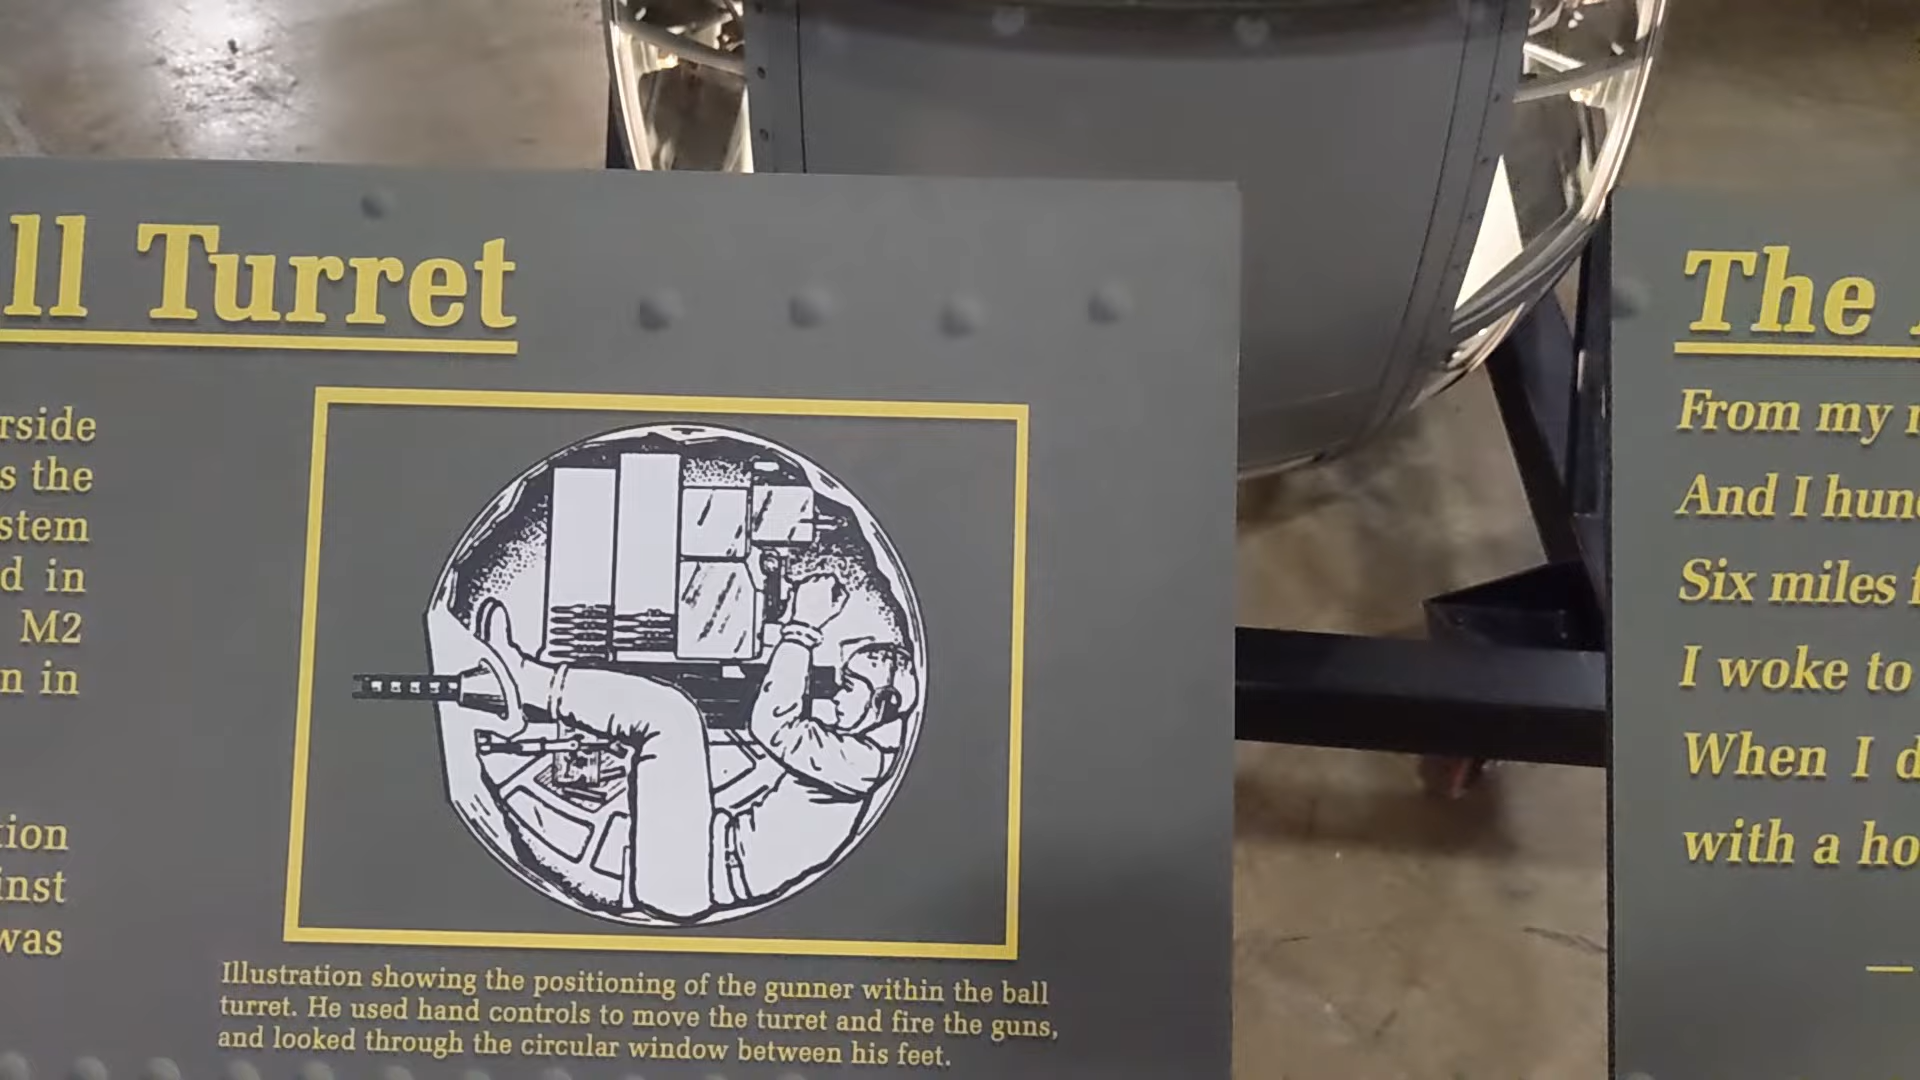 ll Turret
rside
s the
stem
d in
M2
n in
tion
inst
was
Illustration showing the positioning of the gunner within the ball
turret. He used hand controls to move the turret and fire the guns,
and looked through the circular window between his feet.
The
From my
And I hun
Six miles f
I woke to
When I d
with a ho
—